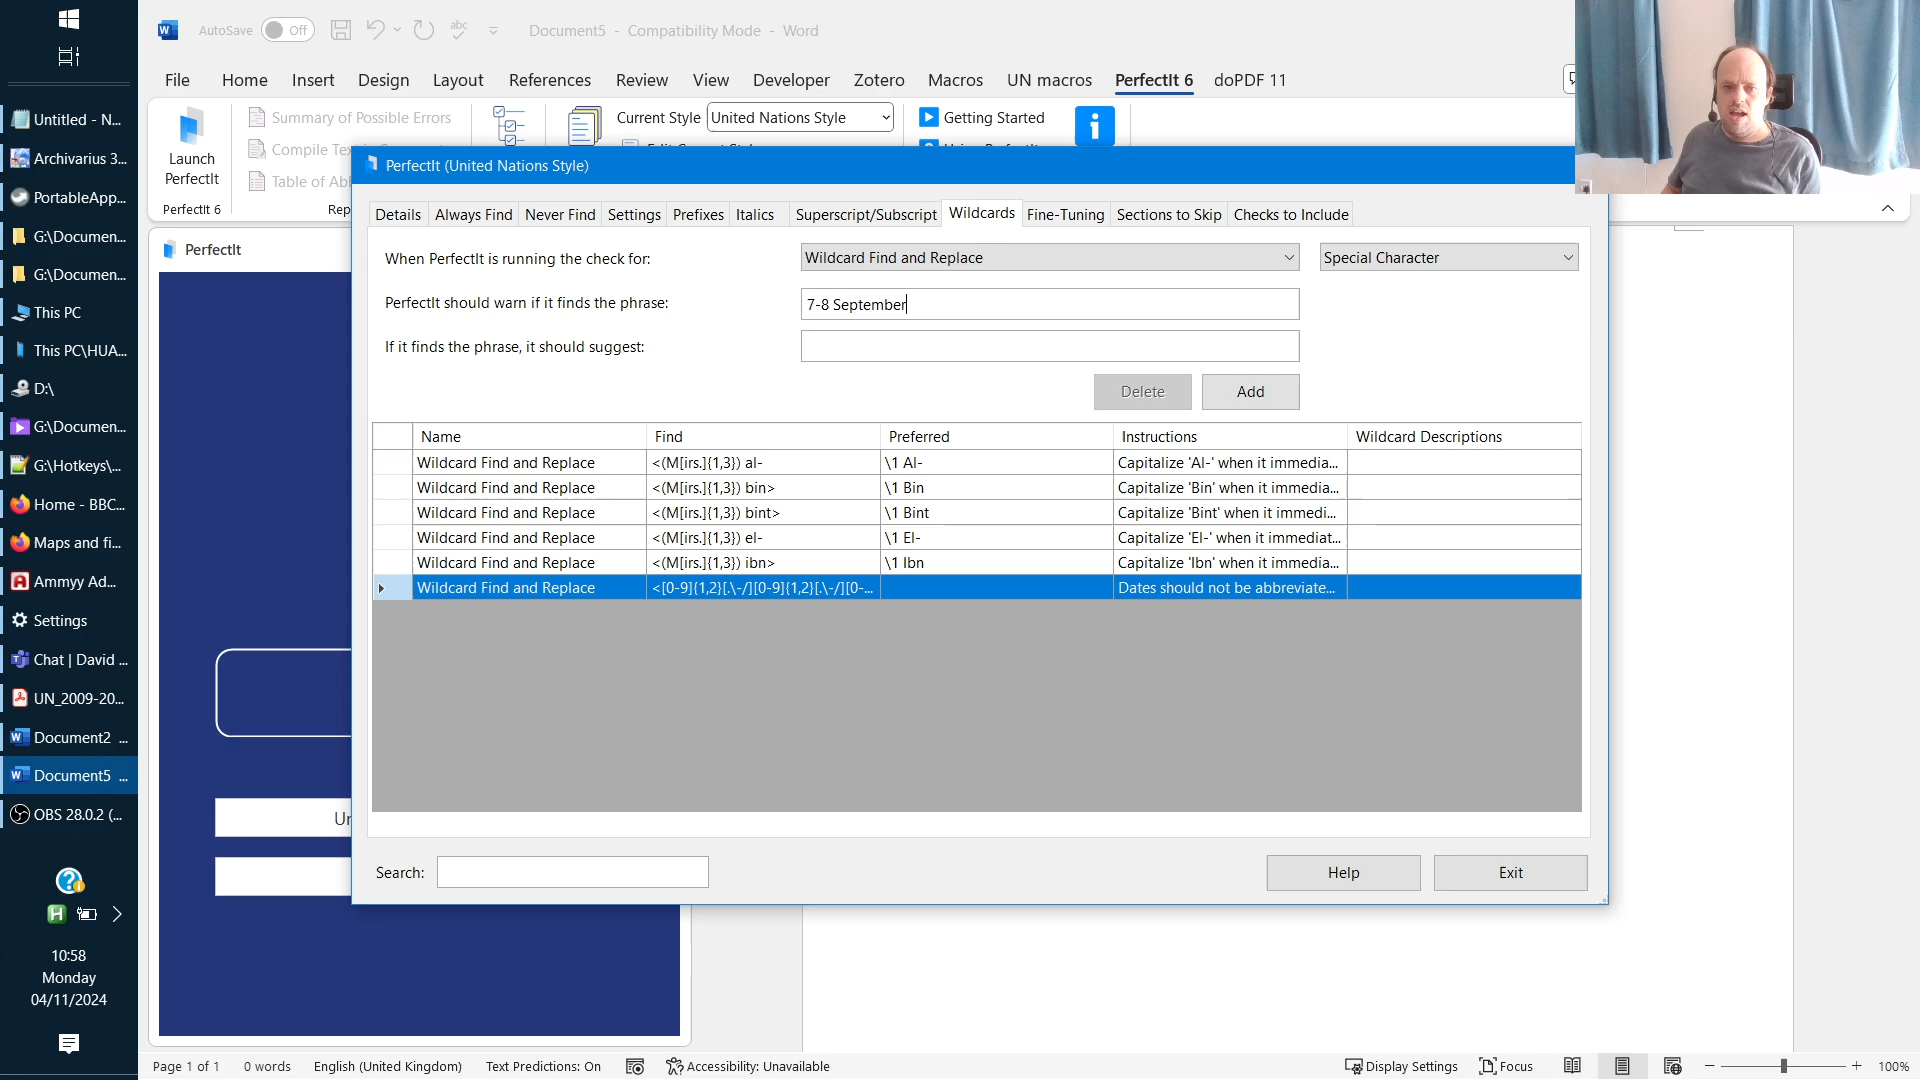 AutoSave Off Document5 - Compatibility Mode - Word
File Home Insert Design Layout References Review View Developer Zotero Macros UN macros PerfectIt 6 doPDF 11
Launch PerfectIt
Summary of Possible Errors
Table of Ab
PerfectIt 6
Rep
Current Style United Nations Style
Getting Started
PerfectIt
Untitled - N...
Archivarius 3...
PortableApp...
G:\Documen...
G:\Documen...
This PC
This PC\HUA...
D:\
G:\Documen...
G:\Hotkeys\...
Home - BBC...
Maps and fi...
Ammyy Ad...
Settings
Chat | David ...
UN_2009-20...
Document2 ...
Document5 ...
OBS 28.0.2 (...
10:58
Monday
04/11/2024
PerfectIt (United Nations Style)
Details Always Find Never Find Settings Prefixes Italics Superscript/Subscript Wildcards Fine-Tuning Sections to Skip Checks to Include
When PerfectIt is running the check for: Wildcard Find and Replace Special Character
PerfectIt should warn if it finds the phrase: 7-8 September
If it finds the phrase, it should suggest:
Delete Add
Name Find Preferred Instructions Wildcard Descriptions
Wildcard Find and Replace <(M[irs.]{1,3}) al- \1 Al- Capitalize 'Al-' when it immedia...
Wildcard Find and Replace <(M[irs.]{1,3}) bin> \1 Bin Capitalize 'Bin' when it immedia...
Wildcard Find and Replace <(M[irs.]{1,3}) bint> \1 Bint Capitalize 'Bint' when it immedi...
Wildcard Find and Replace <(M[irs.]{1,3}) el- \1 El- Capitalize 'El-' when it immediat...
Wildcard Find and Replace <(M[irs.]{1,3}) ibn> \1 Ibn Capitalize 'Ibn' when it immedia...
Wildcard Find and Replace <[0-9]{1,2}[.\-/][0-9]{1,2}[.\-/][0-... Dates should not be abbreviate...
Search:
Help Exit
Page 1 of 1 0 words English (United Kingdom) Text Predictions: On Accessibility: Unavailable Display Settings Focus 100%